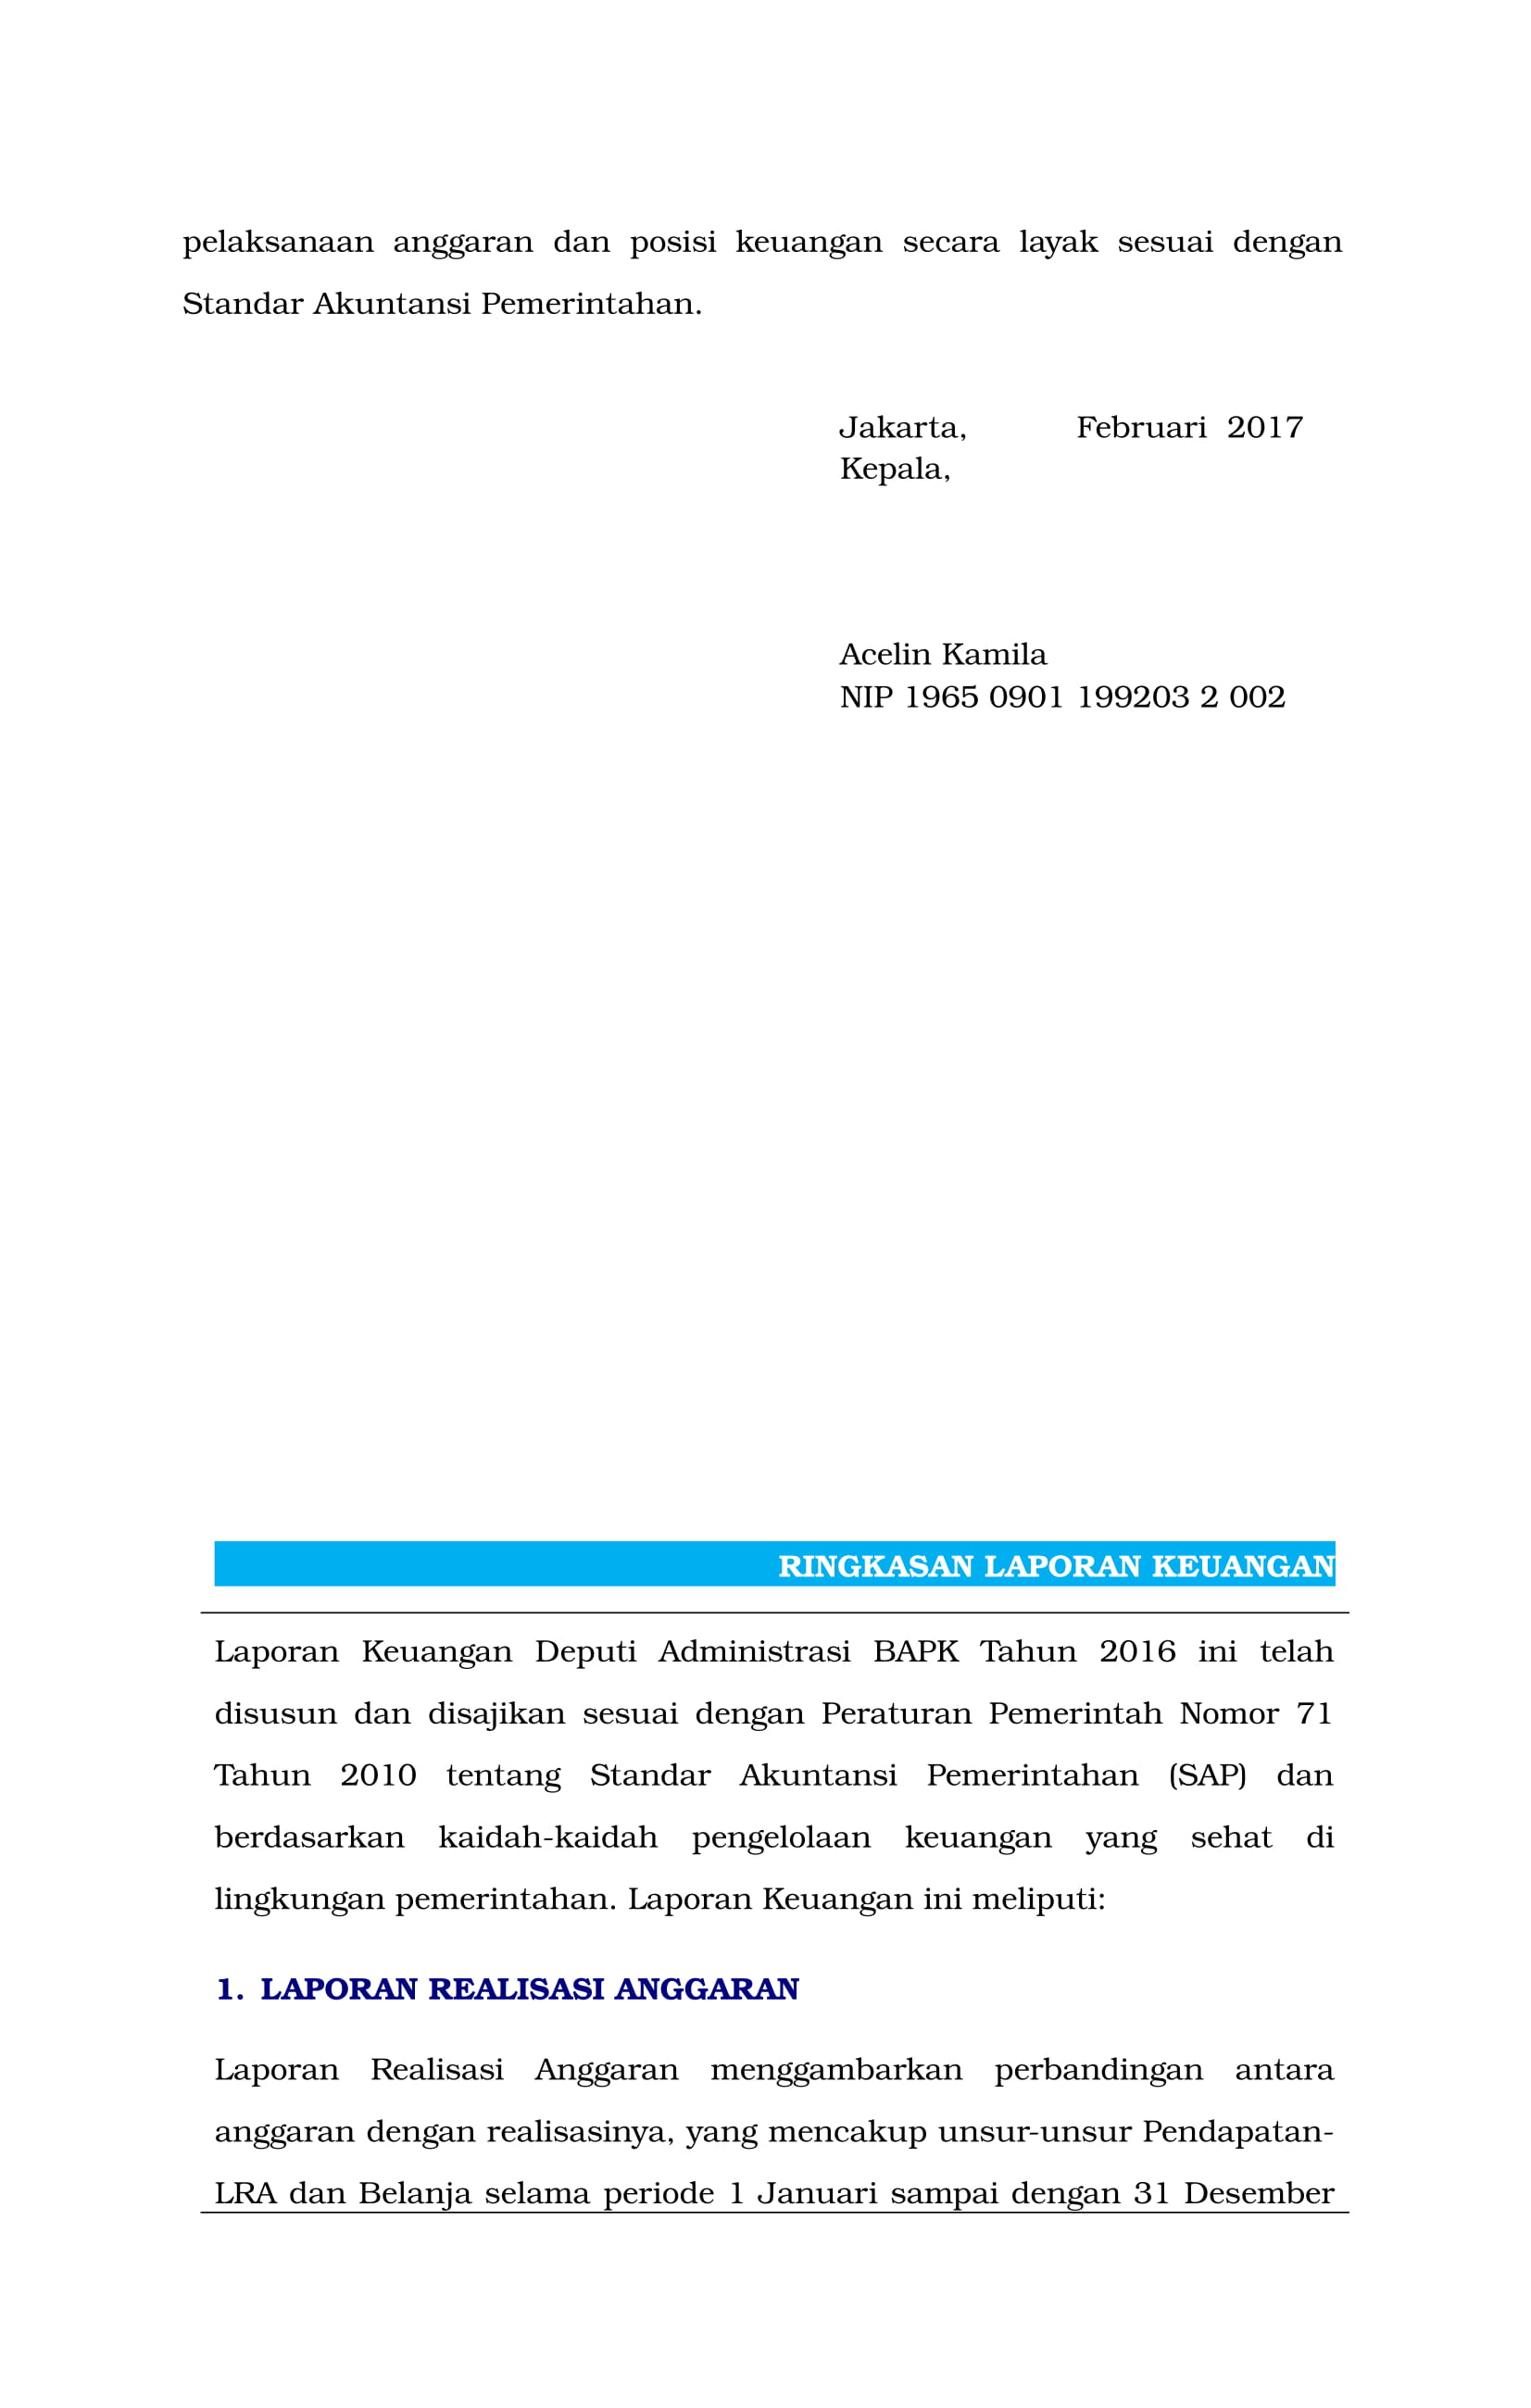 pelaksanaan anggaran dan posisi keuangan secara layak sesuai dengan
Standar Akuntansi Pemerintahan.
Jakarta, Februari 2017
Kepala,
Acelin Kamila
NIP 1965 0901 199203 2 002
RINGKASAN LAPORAN KEUANGAN
Laporan Keuangan Deputi Administrasi BAPK Tahun 2016 ini telah
disusun dan disajikan sesuai dengan Peraturan Pemerintah Nomor 71
Tahun 2010 tentang Standar Akuntansi Pemerintahan (SAP) dan
berdasarkan kaidah-kaidah pengelolaan keuangan yang sehat di
lingkungan pemerintahan. Laporan Keuangan ini meliputi:
1. LAPORAN REALISASI ANGGARAN
Laporan Realisasi Anggaran menggambarkan perbandingan antara
anggaran dengan realisasinya, yang mencakup unsur-unsur Pendapatan-
LRA dan Belanja selama periode 1 Januari sampai dengan 31 Desember